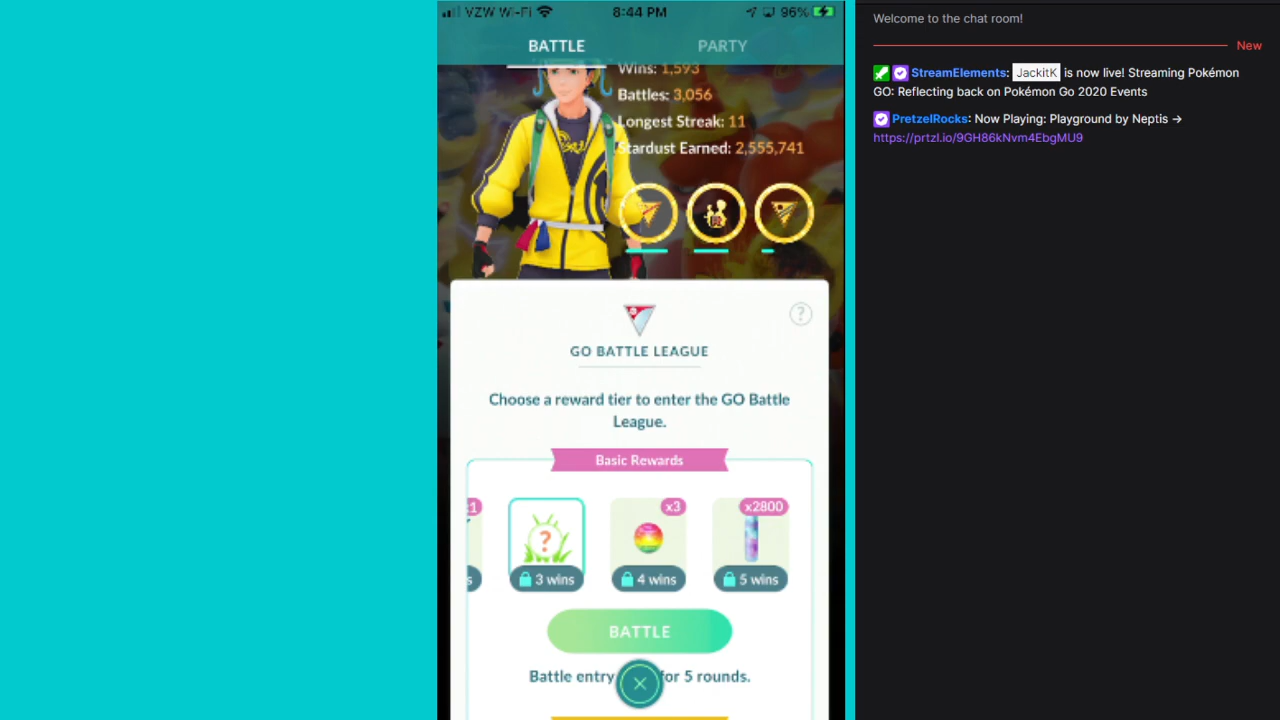 VZW Wi-Fi
8:44 PM
96%
BATTLE
PARTY
Wins: 1,593
Battles: 3,056
Longest Streak: 11
Stardust Earned: 2,555,741
?
GO BATTLE LEAGUE
Choose a reward tier to enter the GO Battle
League.
Basic Rewards
x3
x2800
?
3 wins
4 wins
5 wins
BATTLE
Battle entry
for 5 rounds.
Welcome to the chat room!
New
StreamElements: JackitK is now live! Streaming Pokémon
GO: Reflecting back on Pokémon Go 2020 Events
PretzelRocks: Now Playing: Playground by Neptis →
https://prtzl.io/9GH86kNvm4EbgMU9